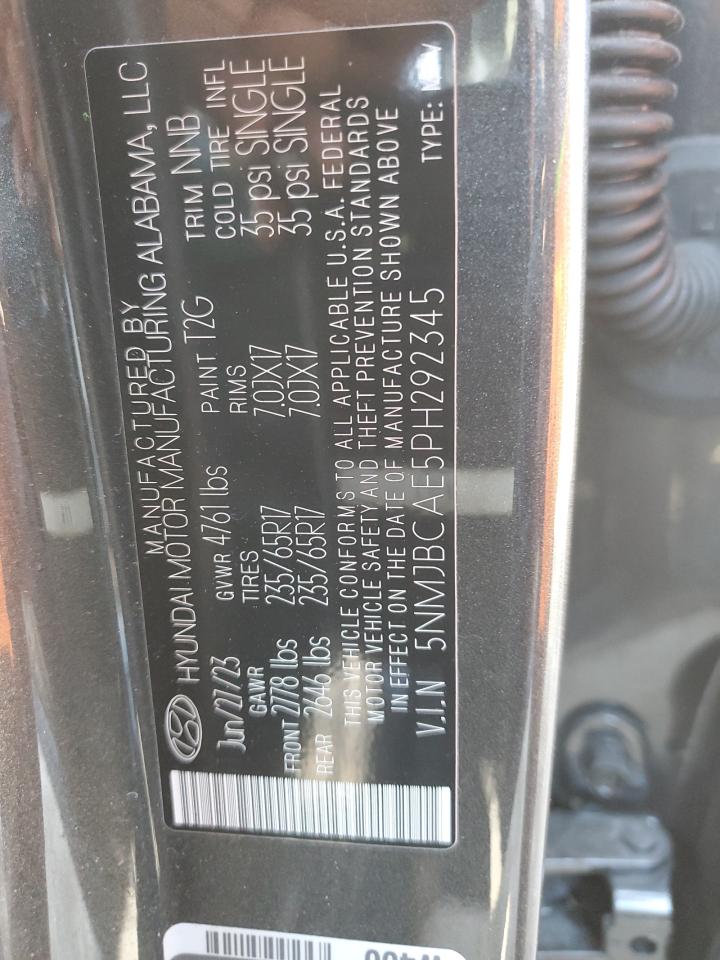 MANUFACTURED BY
HYUNDAI MOTOR MANUFACTURING ALABAMA, LLC
Jun/27/23 GVWR 4761 lbs PAINT T2G TRIM NNB
GAWR TIRES RIMS COLD TIRE INFL
FRONT 2778 lbs 235/65R17 7.0JX17 35 psi SINGLE
REAR 2646 lbs 235/65R17 7.0JX17 35 psi SINGLE
THIS VEHICLE CONFORMS TO ALL APPLICABLE U.S.A. FEDERAL
MOTOR VEHICLE SAFETY AND THEFT PREVENTION STANDARDS
IN EFFECT ON THE DATE OF MANUFACTURE SHOWN ABOVE
V.I.N 5NMJBCAE5PH292345 TYPE: